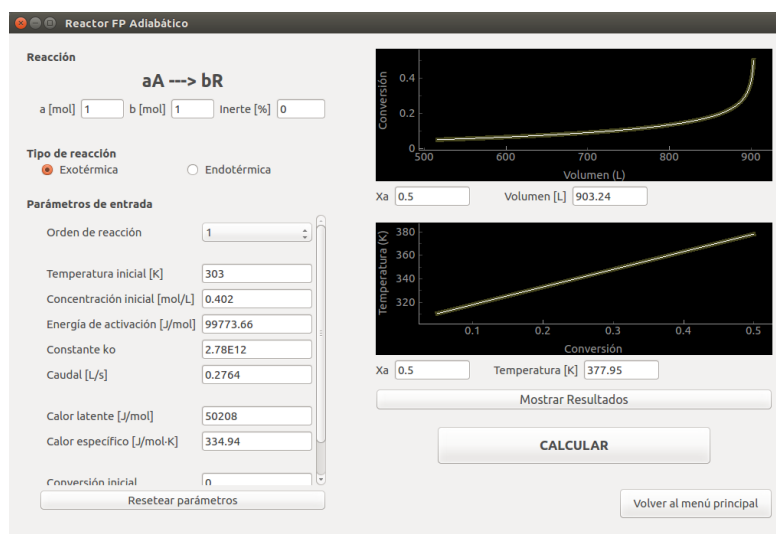 Reactor FP Adiabático
Reacción
aA ---> bR
a [mol] 1 b [mol] 1 Inerte [%] 0
Tipo de reacción
Exotérmica Endotérmica
Parámetros de entrada
Orden de reacción 1
Temperatura inicial [K] 303
Concentración inicial [mol/L] 0.402
Energía de activación [J/mol] 99773.66
Constante ko 2.78E12
Caudal [L/s] 0.2764
Calor latente [J/mol] 50208
Calor específico [J/mol·K] 334.94
Conversión inicial 0
Resetear parámetros
Conversión
0.4
0.2
0
500 600 700 800 900
Volumen (L)
Xa 0.5 Volumen [L] 903.24
Temperatura (K)
380
360
340
320
0.1 0.2 0.3 0.4 0.5
Conversión
Xa 0.5 Temperatura [K] 377.95
Mostrar Resultados
CALCULAR
Volver al menú principal